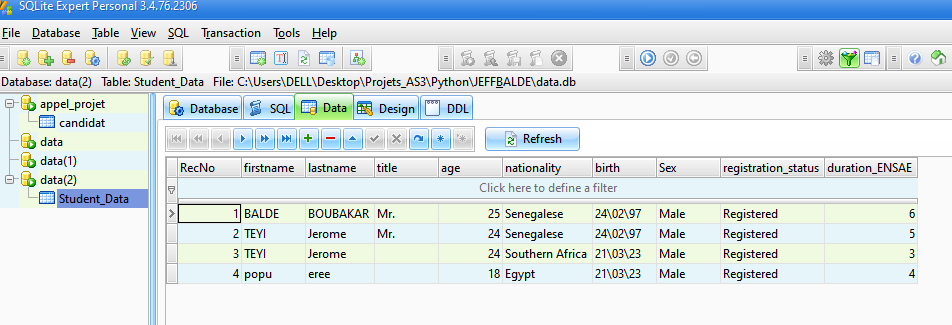 SQLite Expert Personal 3.4.76.2306
File Database Table View SQL Transaction Tools Help
Database: data(2) Table: Student_Data File: C:\Users\DELL\Desktop\Projets_AS3\Python\JEFFBALDE\data.db
appel_projet
candidat
data
data(1)
data(2)
Student_Data
Database SQL Data Design DDL
Refresh
RecNo firstname lastname title age nationality birth Sex registration_status duration_ENSAE
Click here to define a filter
1 BALDE BOUBAKAR Mr. 25 Senegalese 24\02\97 Male Registered 6
2 TEYI Jerome Mr. 24 Senegalese 24\02\97 Male Registered 5
3 TEYI Jerome 24 Southern Africa 21\03\23 Male Registered 3
4 popu eree 18 Egypt 21\03\23 Male Registered 4